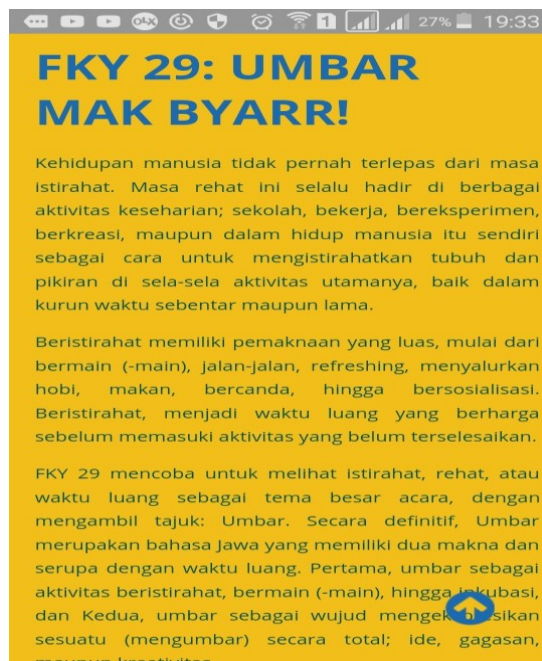 OLX 1 27% 19:33
FKY 29: UMBAR
MAK BYARR!
Kehidupan manusia tidak pernah terlepas dari masa
istirahat. Masa rehat ini selalu hadir di berbagai
aktivitas keseharian; sekolah, bekerja, bereksperimen,
berkreasi, maupun dalam hidup manusia itu sendiri
sebagai cara untuk mengistirahatkan tubuh dan
pikiran di sela-sela aktivitas utamanya, baik dalam
kurun waktu sebentar maupun lama.
Beristirahat memiliki pemaknaan yang luas, mulai dari
bermain (-main), jalan-jalan, refreshing, menyalurkan
hobi, makan, bercanda, hingga bersosialisasi.
Beristirahat, menjadi waktu luang yang berharga
sebelum memasuki aktivitas yang belum terselesaikan.
FKY 29 mencoba untuk melihat istirahat, rehat, atau
waktu luang sebagai tema besar acara, dengan
mengambil tajuk: Umbar. Secara definitif, Umbar
merupakan bahasa Jawa yang memiliki dua makna dan
serupa dengan waktu luang. Pertama, umbar sebagai
aktivitas beristirahat, bermain (-main), hingga inkubasi,
dan Kedua, umbar sebagai wujud
sesuatu (mengumbar) secara total; ide, gagasan,